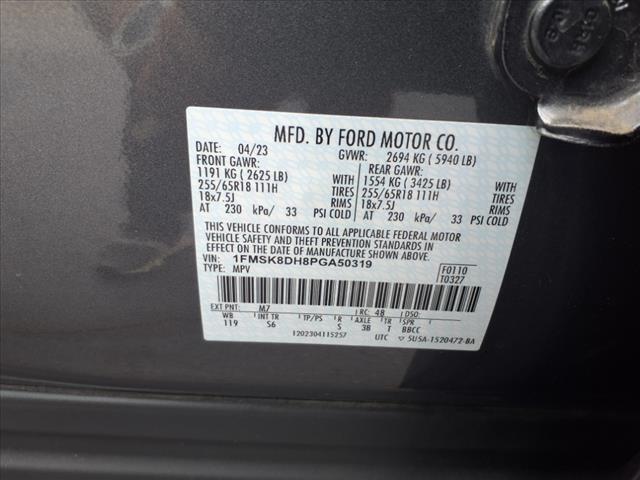 MFD. BY FORD MOTOR CO.
DATE: 04/23 GVWR: 2694 KG ( 5940 LB)
FRONT GAWR: REAR GAWR:
1191 KG ( 2625 LB) WITH 1554 KG ( 3425 LB) WITH
255/65R18 111H TIRES 255/65R18 111H TIRES
18x7.5J RIMS 18x7.5J RIMS
AT 230 kPa/ 33 PSI COLD AT 230 kPa/ 33 PSI COLD
THIS VEHICLE CONFORMS TO ALL APPLICABLE FEDERAL MOTOR
VEHICLE SAFETY AND THEFT PREVENTION STANDARDS IN EFFECT
ON THE DATE OF MANUFACTURE SHOWN ABOVE.
VIN: 1FMSK8DH8PGA50319 F0110
TYPE: MPV T0327
EXT PNT: M7 RC: 48 DSO:
WB INT TR TP/PS R AXLE TR SPR
119 S6 S 3B T BBCC
1202304115257 UTC 5U5A-1520472-BA